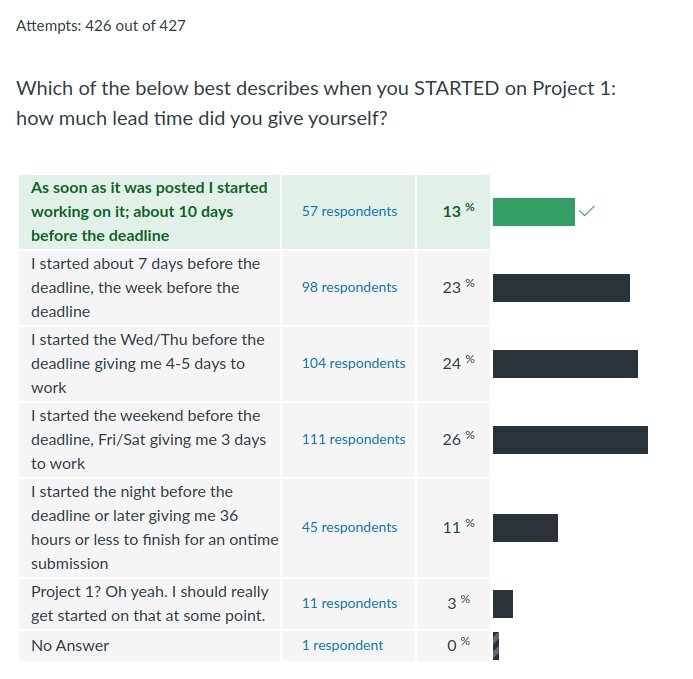 Attempts: 426 out of 427
Which of the below best describes when you STARTED on Project 1:
how much lead time did you give yourself?
As soon as it was posted I started
working on it; about 10 days
before the deadline
57 respondents
13 %
I started about 7 days before the
deadline, the week before the
deadline
98 respondents
23 %
I started the Wed/Thu before the
deadline giving me 4-5 days to
work
104 respondents
24 %
I started the weekend before the
deadline, Fri/Sat giving me 3 days
to work
111 respondents
26 %
I started the night before the
deadline or later giving me 36
hours or less to finish for an ontime
submission
45 respondents
11 %
Project 1? Oh yeah. I should really
get started on that at some point.
11 respondents
3 %
No Answer
1 respondent
0 %